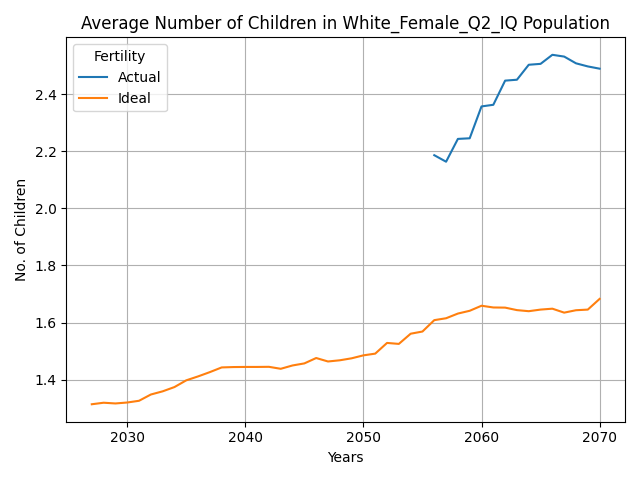 Average Number of Children in White_Female_Q2_IQ Population
Fertility
Actual
Ideal
2.4
2.2
2.0
1.8
1.6
1.4
No. of Children
2030
2040
2050
2060
2070
Years